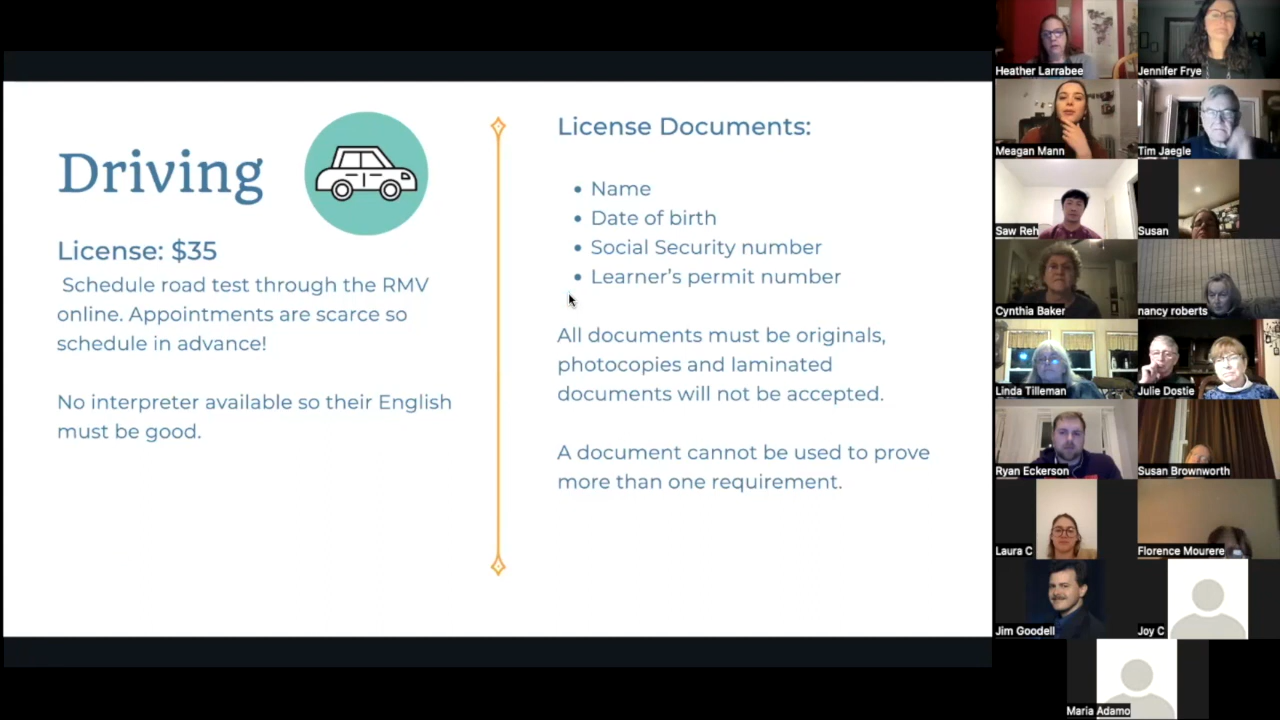 Driving
License: $35
Schedule road test through the RMV
online. Appointments are scarce so
schedule in advance!
No interpreter available so their English
must be good.
License Documents:
• Name
• Date of birth
• Social Security number
• Learner's permit number
All documents must be originals,
photocopies and laminated
documents will not be accepted.
A document cannot be used to prove
more than one requirement.
Heather Larrabee
Jennifer Frye
Meagan Mann
Tim Jaegle
Saw Reh
Susan
Cynthia Baker
nancy roberts
Linda Tilleman
Julie Dostie
Ryan Eckerson
Susan Brownworth
Laura C
Florence Mourere
Jim Goodell
Joy C
Maria Adamo